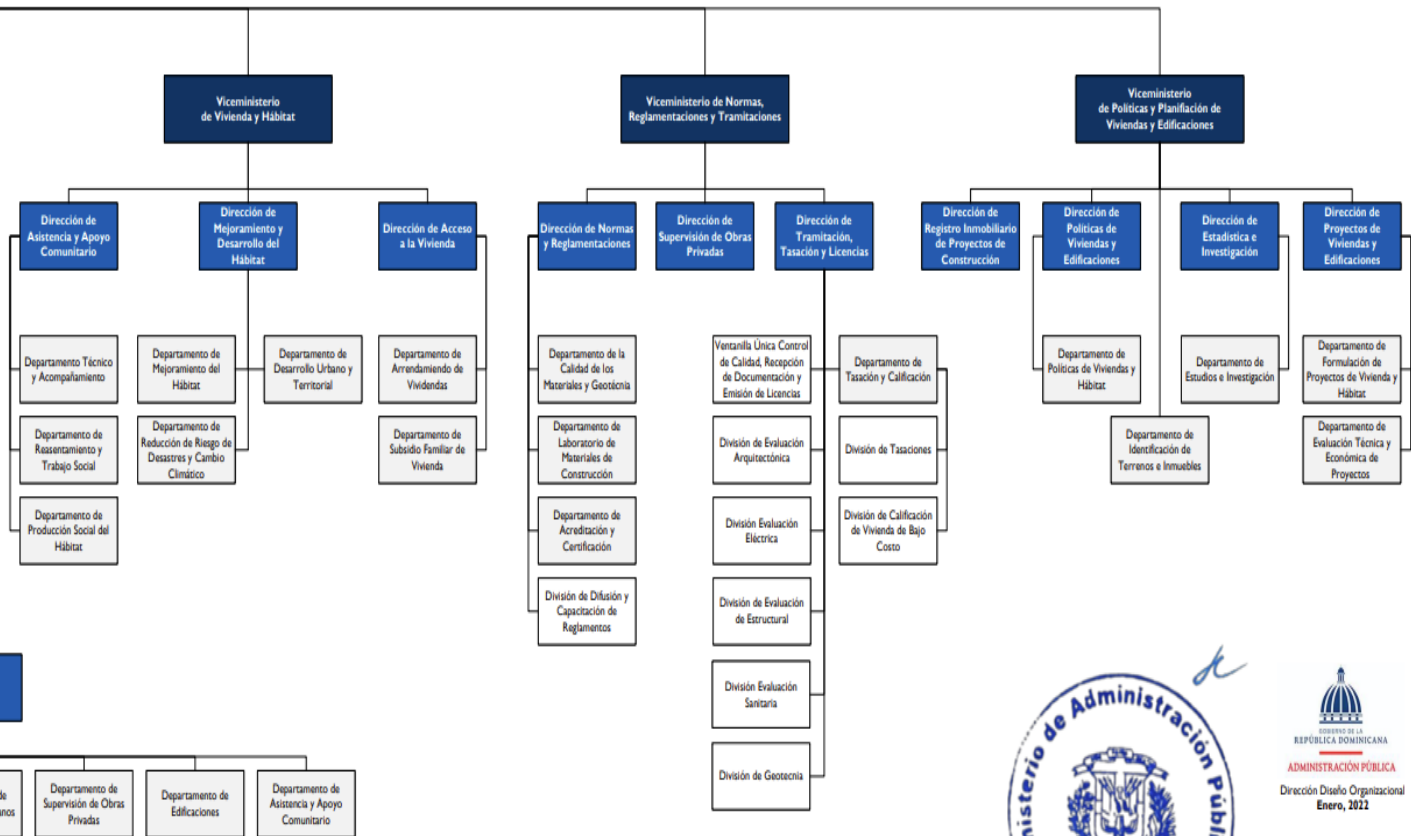 Viceministerio
de Vivienda y Hábitat
Viceministerio de Normas,
Reglamentaciones y Tramitaciones
Viceministerio
de Políticas y Planifiación de
Viviendas y Edificaciones
Dirección de
Asistencia y Apoyo
Comunitario
Dirección de
Mejoramiento y
Desarrollo del
Hábitat
Dirección de Acceso
a la Vivienda
Dirección de Normas
y Reglamentaciones
Dirección de
Supervisión de Obras
Privadas
Dirección de
Tramitación,
Tasación y Licencias
Dirección de
Registro Inmobiliario
de Proyectos de
Construcción
Dirección de
Políticas de
Viviendas y
Edificaciones
Dirección de
Estadística e
Investigación
Dirección de
Proyectos de
Viviendas y
Edificaciones
Departamento Técnico
y Acompañamiento
Departamento de
Mejoramiento del
Hábitat
Departamento de
Desarrollo Urbano y
Territorial
Departamento de
Arrendamiendo de
Vividendas
Departamento de la
Calidad de los
Materiales y Geotécnia
Ventanilla Única Control
de Calidad, Recepción
de Documentación y
Emisión de Licencias
Departamento de
Tasación y Calificación
Departamento de
Políticas de Viviendas y
Hábitat
Departamento de
Estudios e Investigación
Departamento de
Formulación de
Proyectos de Vivienda y
Hábitat
Departamento de
Reasentamiento y
Trabajo Social
Departamento de
Reducción de Riesgo de
Desastres y Cambio
Climático
Departamento de
Subsidio Familiar de
Vivienda
Departamento de
Laboratorio de
Materiales de
Construcción
División de Evaluación
Arquitectónica
División de Tasaciones
Departamento de
Identificación de
Terrenos e Inmuebles
Departamento de
Evaluación Técnica y
Económica de
Proyectos
Departamento de
Producción Social del
Hábitat
Departamento de
Acreditación y
Certificación
División Evaluación
Eléctrica
División de Calificación
de Vivienda de Bajo
Costo
División de Difusión y
Capacitación de
Reglamentos
División de Evaluación
de Estructural
División Evaluación
Sanitaria
División de Geotecnia
de
nos
Departamento de
Supervisión de Obras
Privadas
Departamento de
Edificaciones
Departamento de
Asistencia y Apoyo
Comunitario
nisterio de Administración Públ
GOBIERNO DE LA
REPÚBLICA DOMINICANA
ADMINISTRACIÓN PÚBLICA
Dirección Diseño Organizacional
Enero, 2022